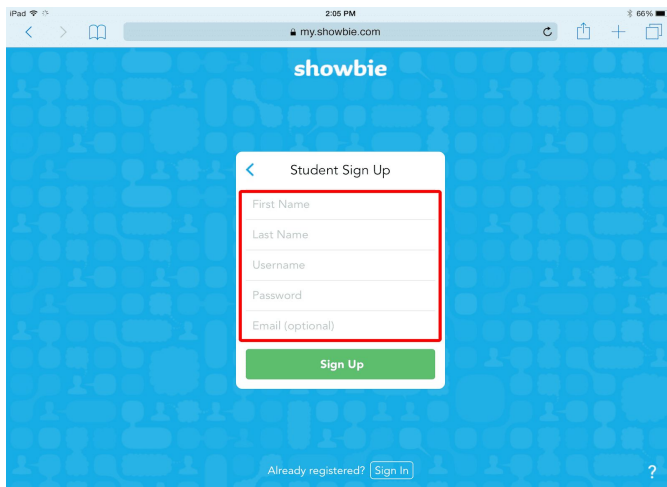 iPad 2:05 PM 66%
my.showbie.com
showbie
Student Sign Up
First Name
Last Name
Username
Password
Email (optional)
Sign Up
Already registered? Sign In
?